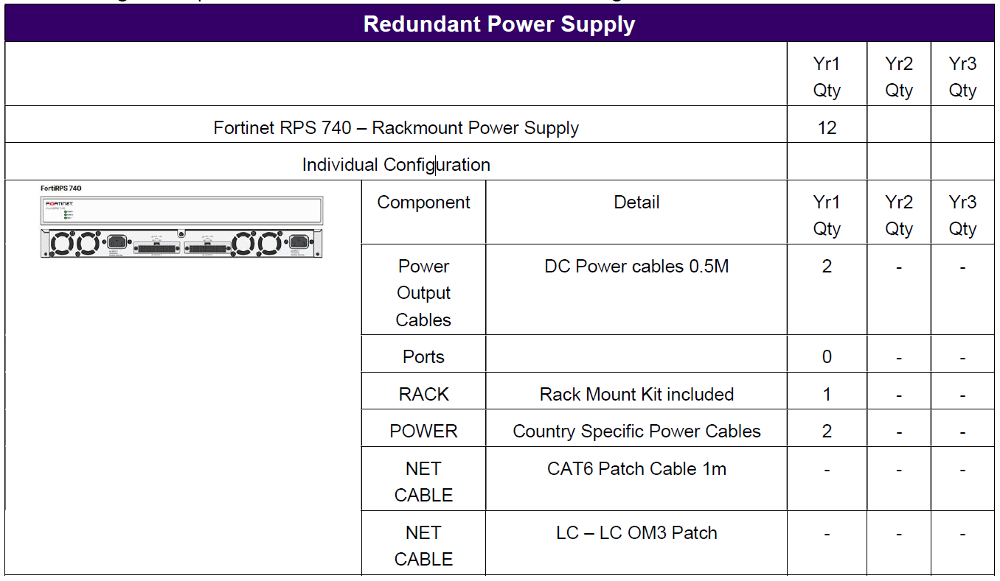 Redundant Power Supply
Yr1 Qty Yr2 Qty Yr3 Qty
Fortinet RPS 740 – Rackmount Power Supply 12
Individual Configuration
FortiRPS 740
FORTINET
Component Detail Yr1 Qty Yr2 Qty Yr3 Qty
Power Output Cables DC Power cables 0.5M 2 - -
Ports 0 - -
RACK Rack Mount Kit included 1 - -
POWER Country Specific Power Cables 2 - -
NET CABLE CAT6 Patch Cable 1m - - -
NET CABLE LC – LC OM3 Patch - - -